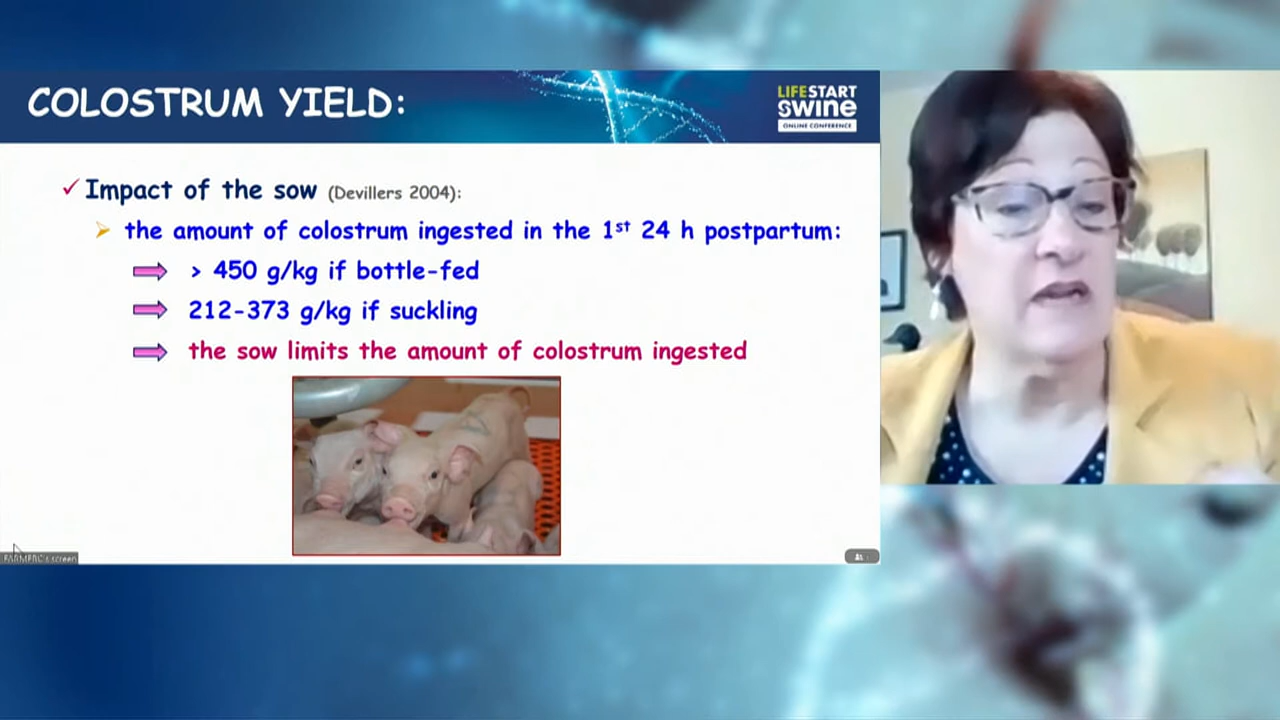 COLOSTRUM YIELD:
LIFESTART
SWINE
ONLINE CONFERENCE
✓ Impact of the sow (Devillers 2004):
➢ the amount of colostrum ingested in the 1st 24 h postpartum:
⇨ > 450 g/kg if bottle-fed
⇨ 212-373 g/kg if suckling
⇨ the sow limits the amount of colostrum ingested
FARMERC's screen